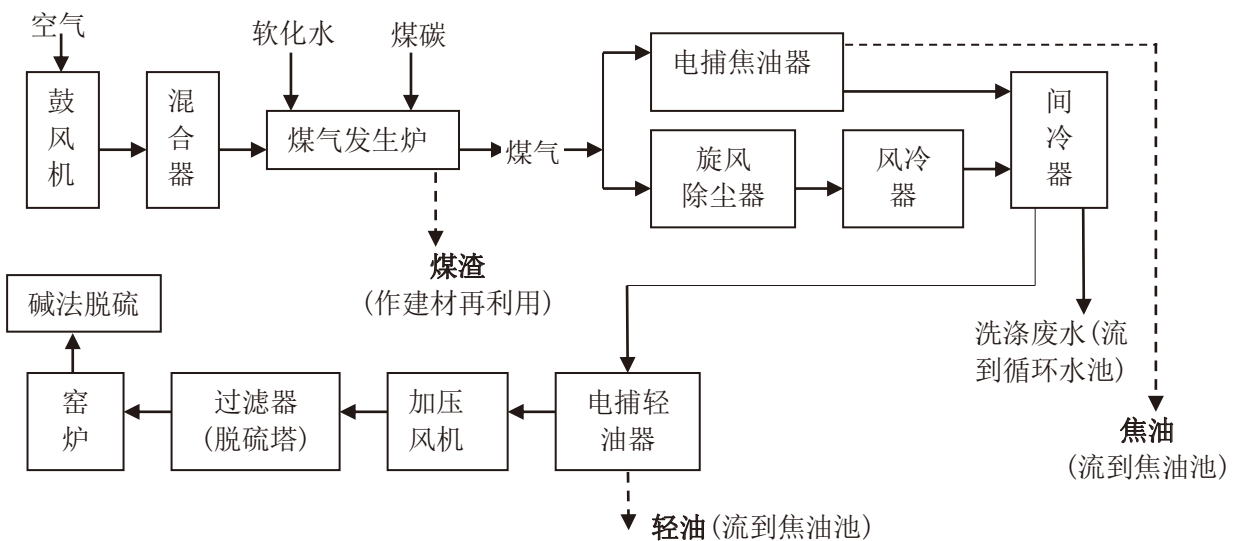 空气
软化水
煤碳
鼓
风
机
混
合
器
煤气发生炉
煤气
电捕焦油器
旋风
除尘器
风冷
器
间
冷
器
煤渣
(作建材再利用)
碱法脱硫
洗涤废水(流
到循环水池)
窑
炉
过滤器
(脱硫塔)
加压
风机
电捕轻
油器
焦油
(流到焦油池)
轻油(流到焦油池)